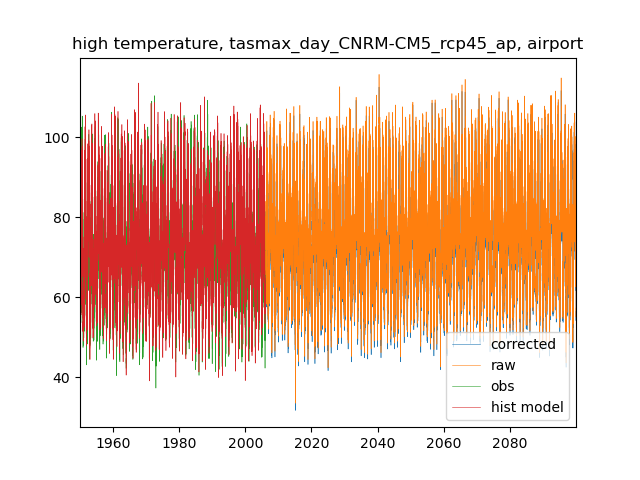 high temperature, tasmax_day_CNRM-CM5_rcp45_ap, airport
100
80
60
40
1960
1980
2000
2020
2040
2060
2080
corrected
raw
obs
hist model